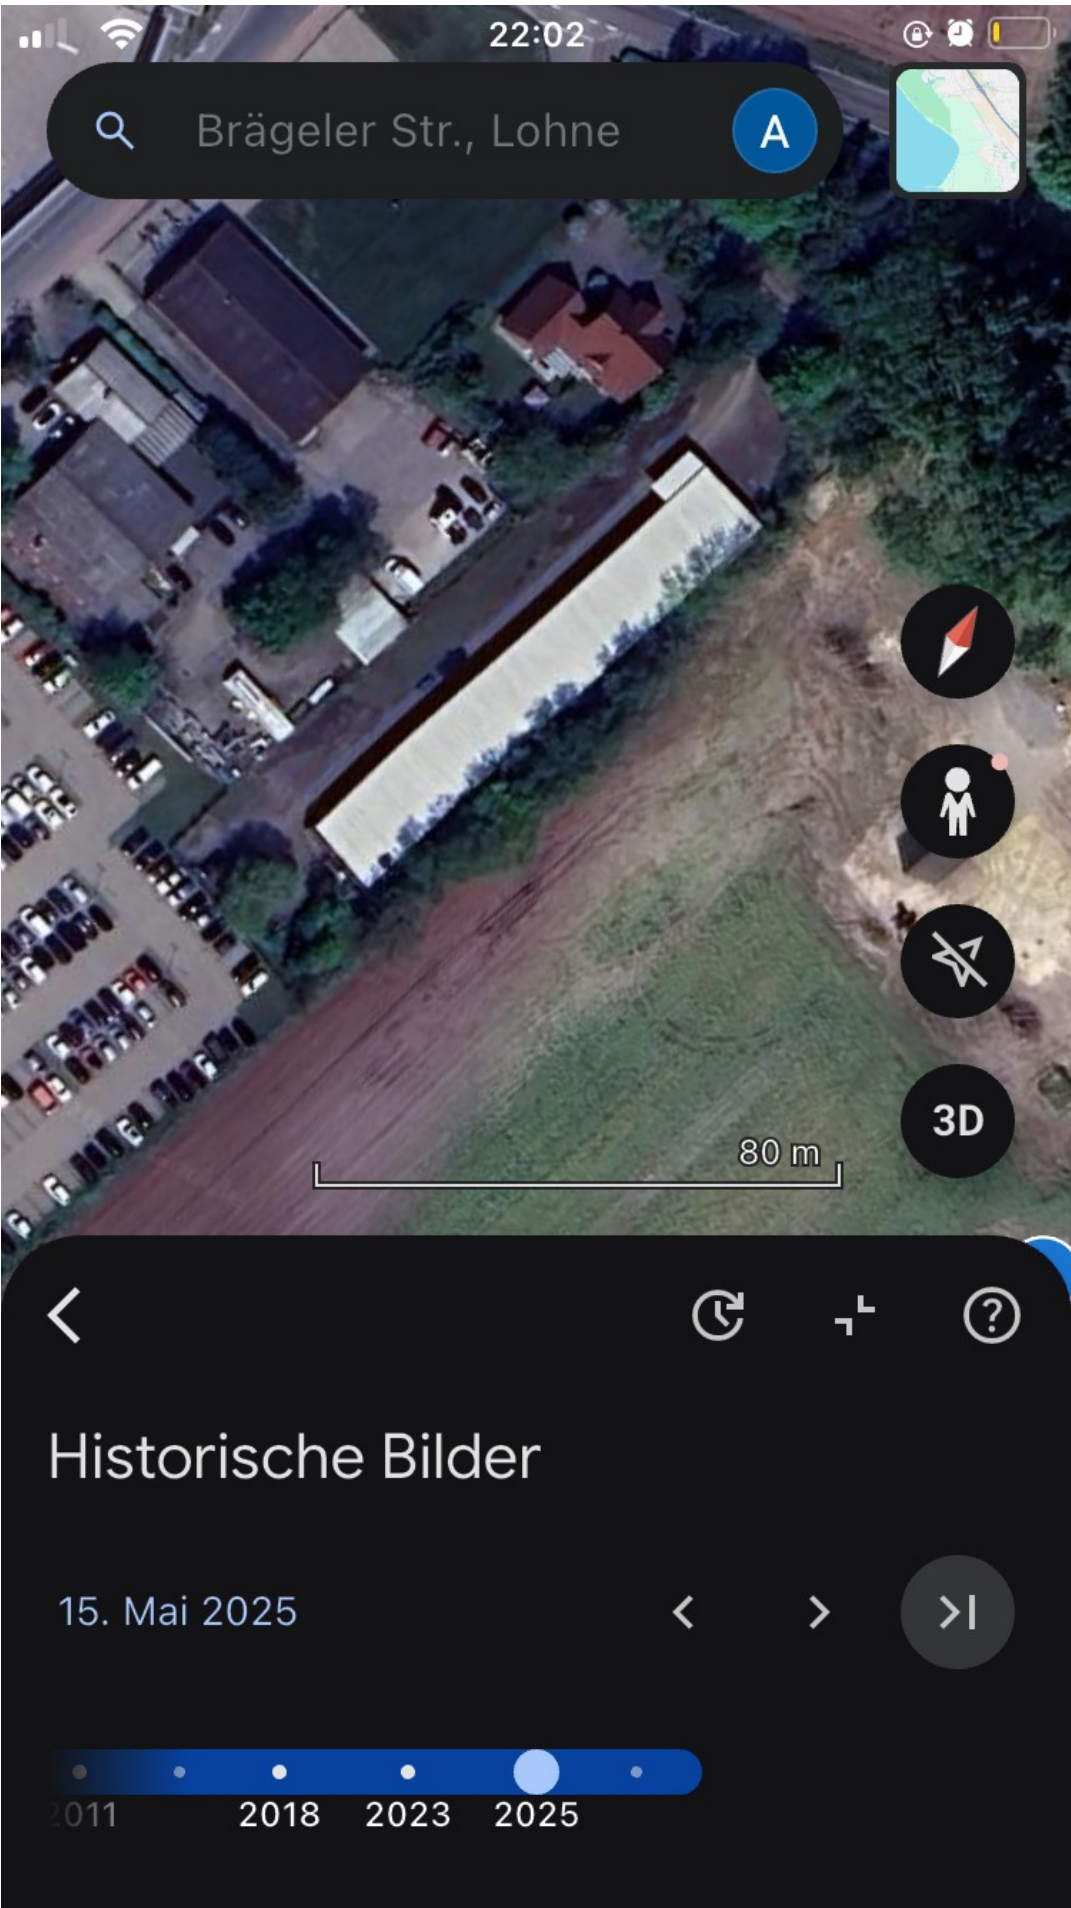 22:02
Brägeler Str., Lohne
A
3D
80 m
Historische Bilder
15. Mai 2025
2011
2018
2023
2025